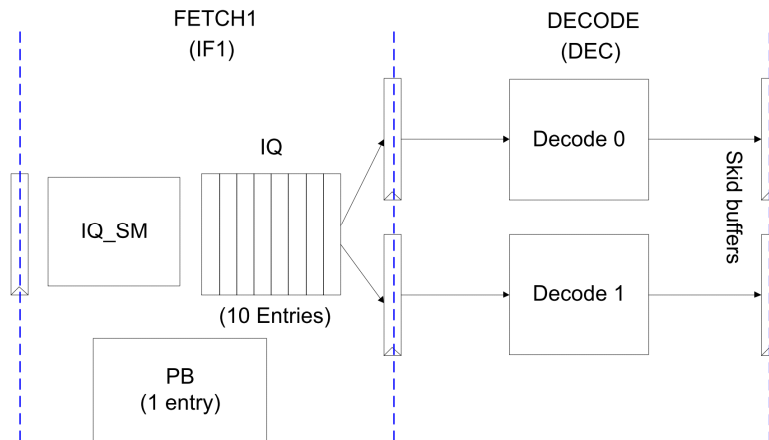 FETCH1
(IF1)
DECODE
(DEC)
IQ
IQ_SM
(10 Entries)
PB
(1 entry)
Decode 0
Decode 1
Skid buffers